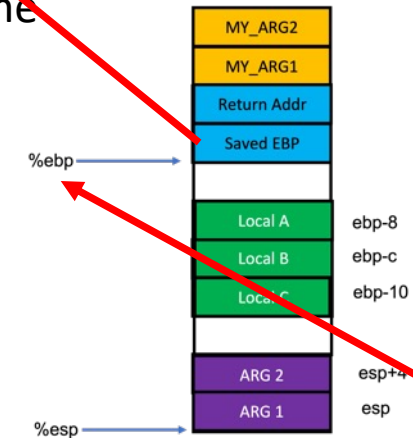 MY_ARG2
MY_ARG1
Return Addr
Saved EBP
%ebp
Local A ebp-8
Local B ebp-c
Local C ebp-10
ARG 2 esp+4
ARG 1 esp
%esp